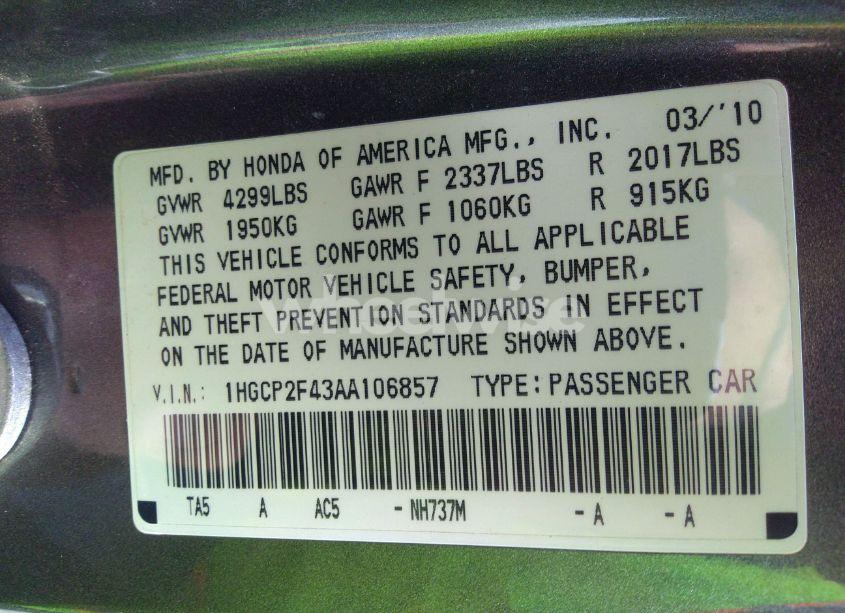 MFD. BY HONDA OF AMERICA MFG., INC. 03/'10
GVWR 4299LBS GAWR F 2337LBS R 2017LBS
GVWR 1950KG GAWR F 1060KG R 915KG
THIS VEHICLE CONFORMS TO ALL APPLICABLE
FEDERAL MOTOR VEHICLE SAFETY, BUMPER,
AND THEFT PREVENTION STANDARDS IN EFFECT
ON THE DATE OF MANUFACTURE SHOWN ABOVE.
V.I.N.: 1HGCP2F43AA106857 TYPE: PASSENGER CAR
TA5 A AC5 - NH737M - A - A
wheelwise